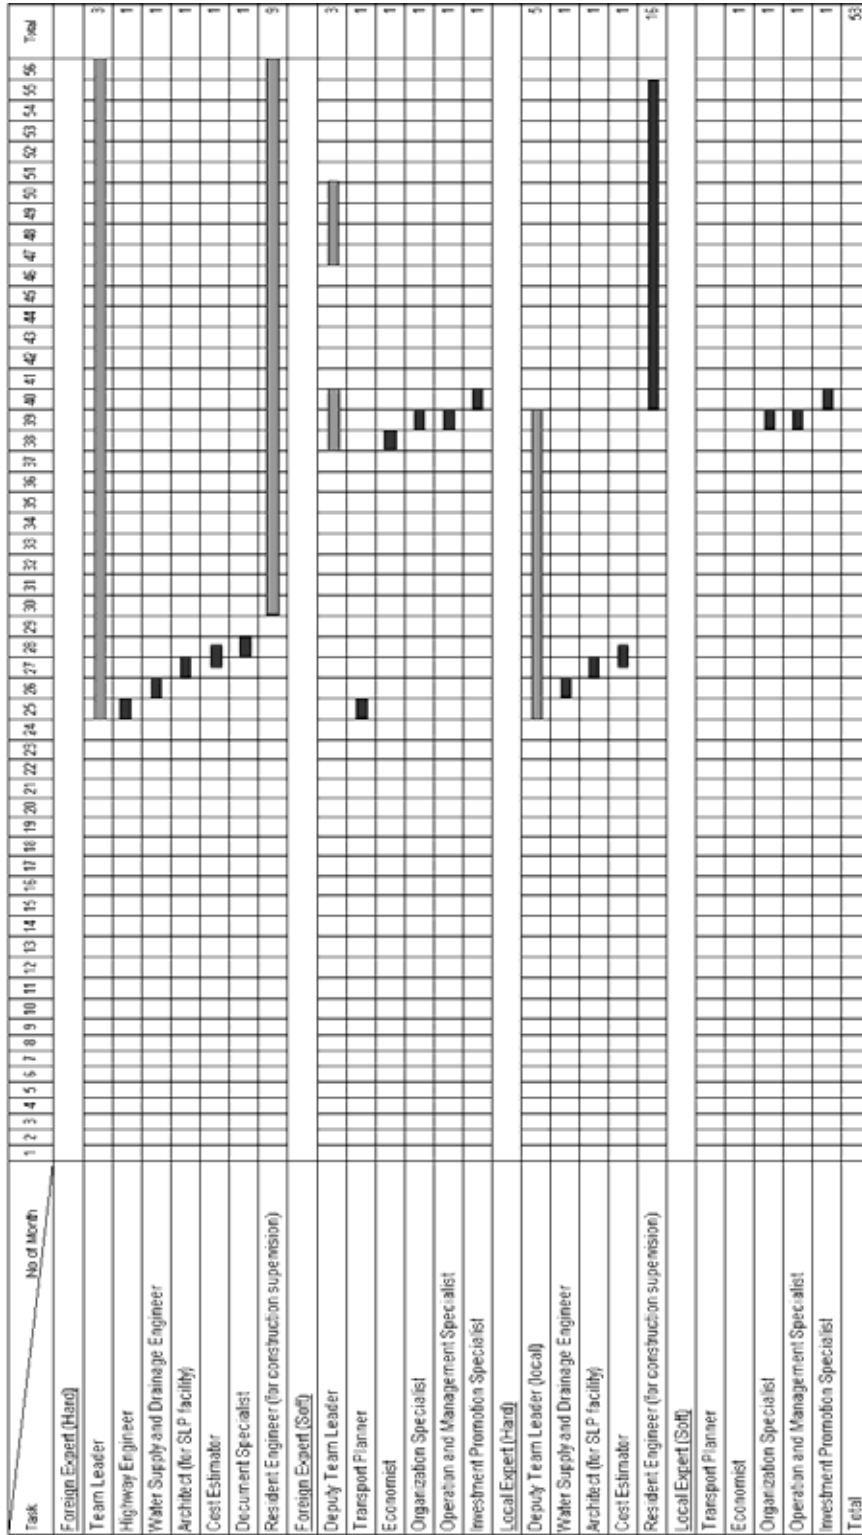 Task No of Month 1 2 3 4 5 6 7 8 9 10 11 12 13 14 15 16 17 18 19 20 21 22 23 24 25 26 27 28 29 30 31 32 33 34 35 36 37 38 39 40 41 42 43 44 45 46 47 48 49 50 51 52 53 54 55 56 Total
Foreign Expert (Hard)
Team Leader 3
Highway Engineer 1
Water Supply and Drainage Engineer 1
Architect (for SLP facility) 1
Cost Estimator 1
Document Specialist 1
Resident Engineer (for construction supervision) 9
Foreign Expert (Soft)
Deputy Team Leader 3
Transport Planner 1
Economist 1
Organization Specialist 1
Operation and Management Specialist 1
Investment Promotion Specialist 1
Local Expert (Hard)
Deputy Team Leader (local) 5
Water Supply and Drainage Engineer 1
Architect (for SLP facility) 1
Cost Estimator 1
Resident Engineer (for construction supervision) 16
Local Expert (Soft)
Transport Planner
Economist 1
Organization Specialist 1
Operation and Management Specialist 1
Investment Promotion Specialist 1
Total 53